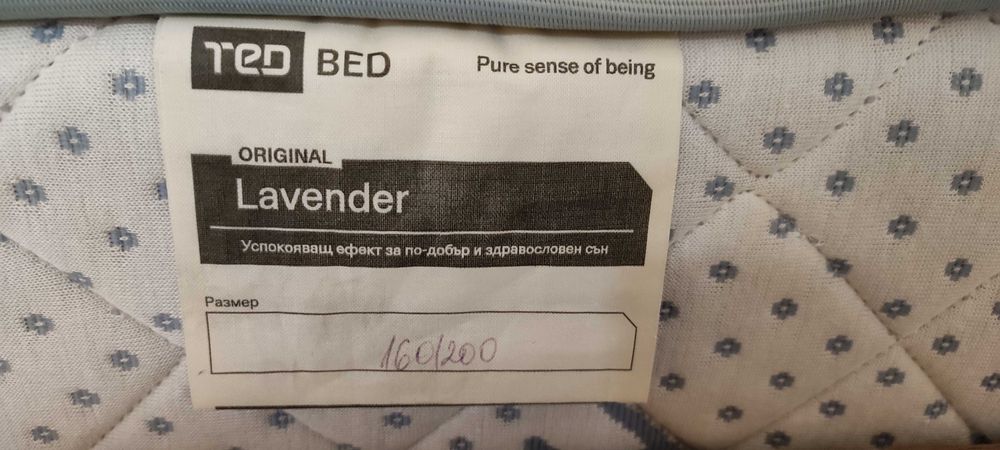 TED BED
Pure sense of being
ORIGINAL
Lavender
Успокояващ ефект за по-добър и здравословен сън
Размер
160/200